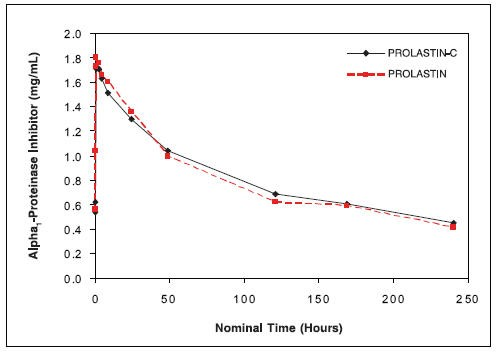 2.0
1.8
1.6
1.4
1.2
1.0
0.8
0.6
0.4
0.2
0.0
Alpha₁-Proteinase Inhibitor (mg/mL)
PROLASTIN-C
PROLASTIN
0 50 100 150 200 250
Nominal Time (Hours)